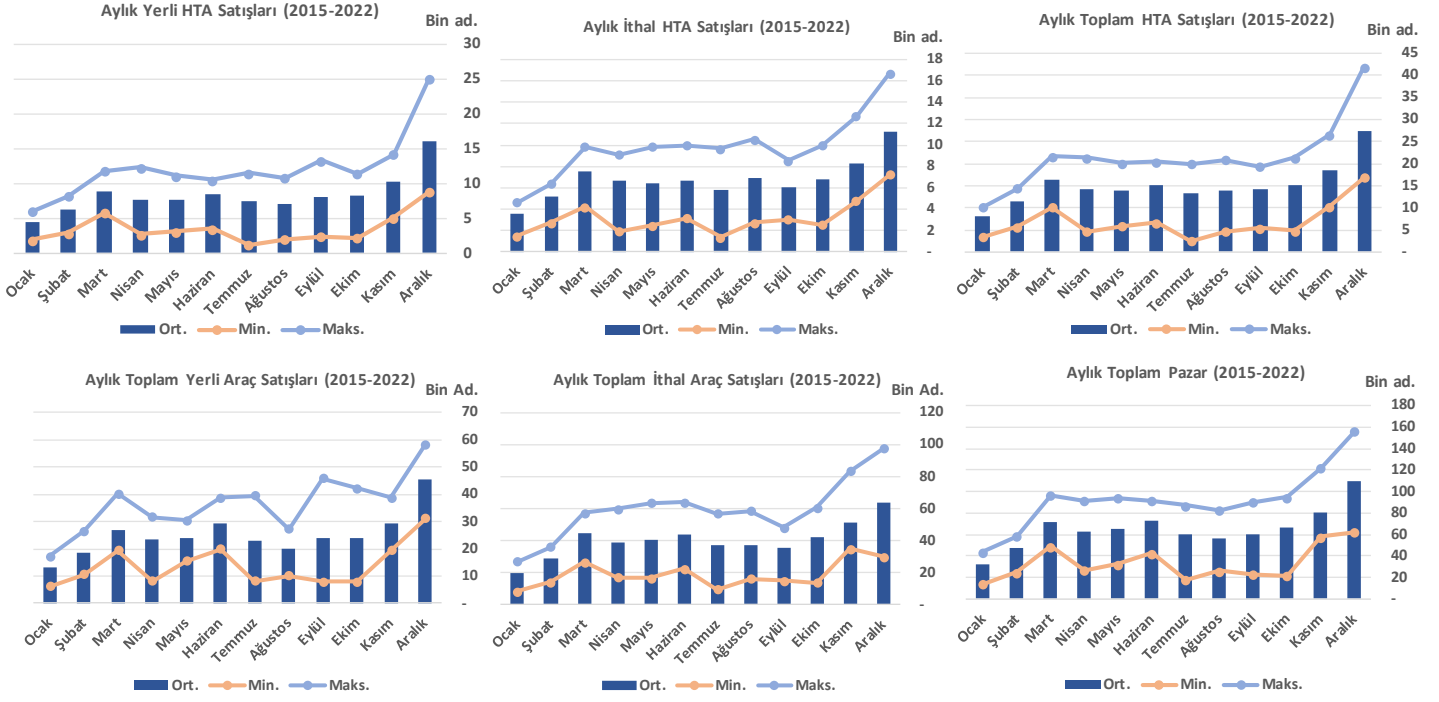 Aylık Yerli HTA Satışları (2015-2022)
Bin ad.
30
25
20
15
10
5
0
Ocak
Şubat
Mart
Nisan
Mayıs
Haziran
Temmuz
Ağustos
Eylül
Ekim
Kasım
Aralık
Ort. Min. Maks.
Aylık İthal HTA Satışları (2015-2022)
Bin ad.
18
16
14
12
10
8
6
4
2
-
Ocak
Şubat
Mart
Nisan
Mayıs
Haziran
Temmuz
Ağustos
Eylül
Ekim
Kasım
Aralık
Ort. Min. Maks.
Aylık Toplam HTA Satışları (2015-2022)
Bin ad.
45
40
35
30
25
20
15
10
5
-
Ocak
Şubat
Mart
Nisan
Mayıs
Haziran
Temmuz
Ağustos
Eylül
Ekim
Kasım
Aralık
Ort. Min. Maks.
Aylık Toplam Yerli Araç Satışları (2015-2022)
Bin Ad.
70
60
50
40
30
20
10
-
Ocak
Şubat
Mart
Nisan
Mayıs
Haziran
Temmuz
Ağustos
Eylül
Ekim
Kasım
Aralık
Ort. Min. Maks.
Aylık Toplam İthal Araç Satışları (2015-2022)
Bin Ad.
120
100
80
60
40
20
-
Ocak
Şubat
Mart
Nisan
Mayıs
Haziran
Temmuz
Ağustos
Eylül
Ekim
Kasım
Aralık
Ort. Min. Maks.
Aylık Toplam Pazar (2015-2022)
Bin ad.
180
160
140
120
100
80
60
40
20
-
Ocak
Şubat
Mart
Nisan
Mayıs
Haziran
Temmuz
Ağustos
Eylül
Ekim
Kasım
Aralık
Ort. Min. Maks.